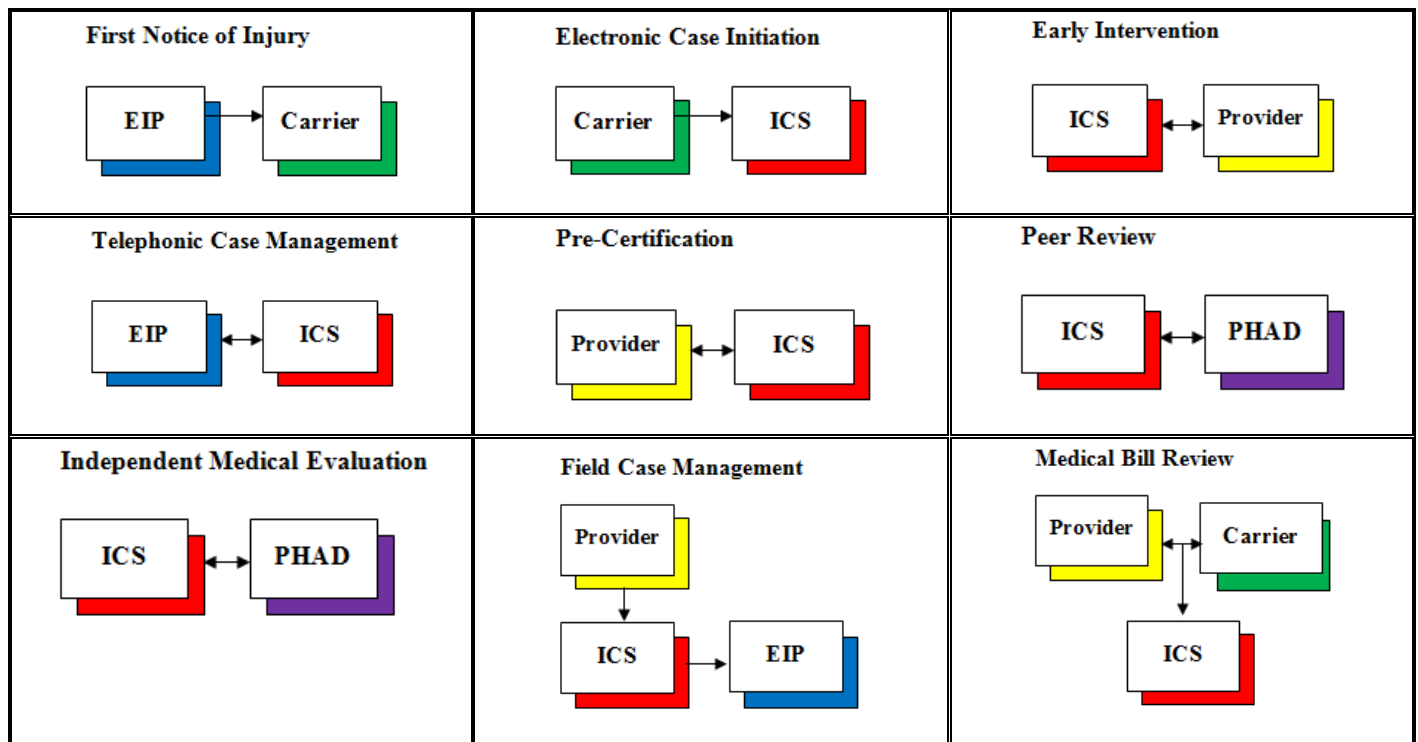 First Notice of Injury
EIP
Carrier
Electronic Case Initiation
Carrier
ICS
Early Intervention
ICS
Provider
Telephonic Case Management
EIP
ICS
Pre-Certification
Provider
ICS
Peer Review
ICS
PHAD
Independent Medical Evaluation
ICS
PHAD
Field Case Management
Provider
ICS
EIP
Medical Bill Review
Provider
Carrier
ICS